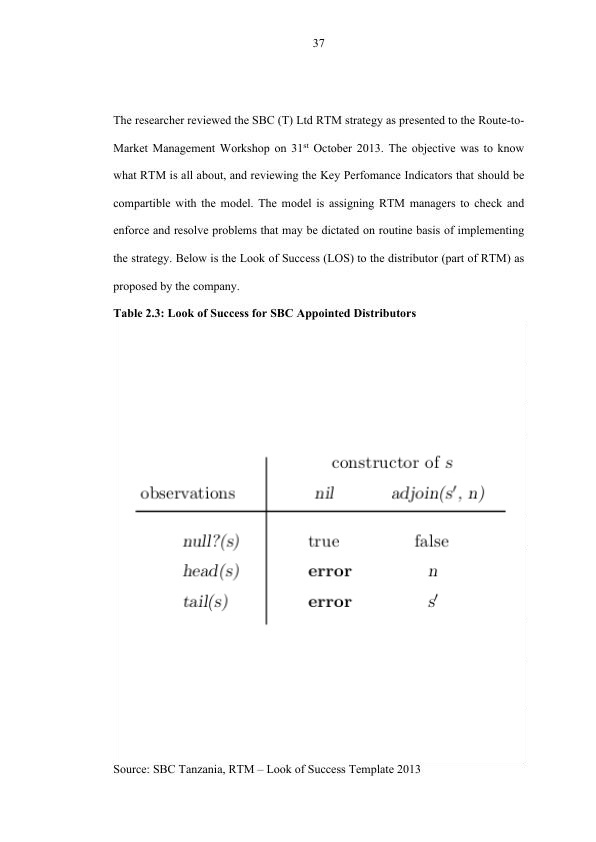 37
The researcher reviewed the SBC (T) Ltd RTM strategy as presented to the Route-to-
Market Management Workshop on 31st October 2013. The objective was to know
what RTM is all about, and reviewing the Key Perfomance Indicators that should be
compartible with the model. The model is assigning RTM managers to check and
enforce and resolve problems that may be dictated on routine basis of implementing
the strategy. Below is the Look of Success (LOS) to the distributor (part of RTM) as
proposed by the company.
Table 2.3: Look of Success for SBC Appointed Distributors
constructor of s
observations nil adjoin(s′, n)
null?(s) true false
head(s) error n
tail(s) error s′
Source: SBC Tanzania, RTM – Look of Success Template 2013